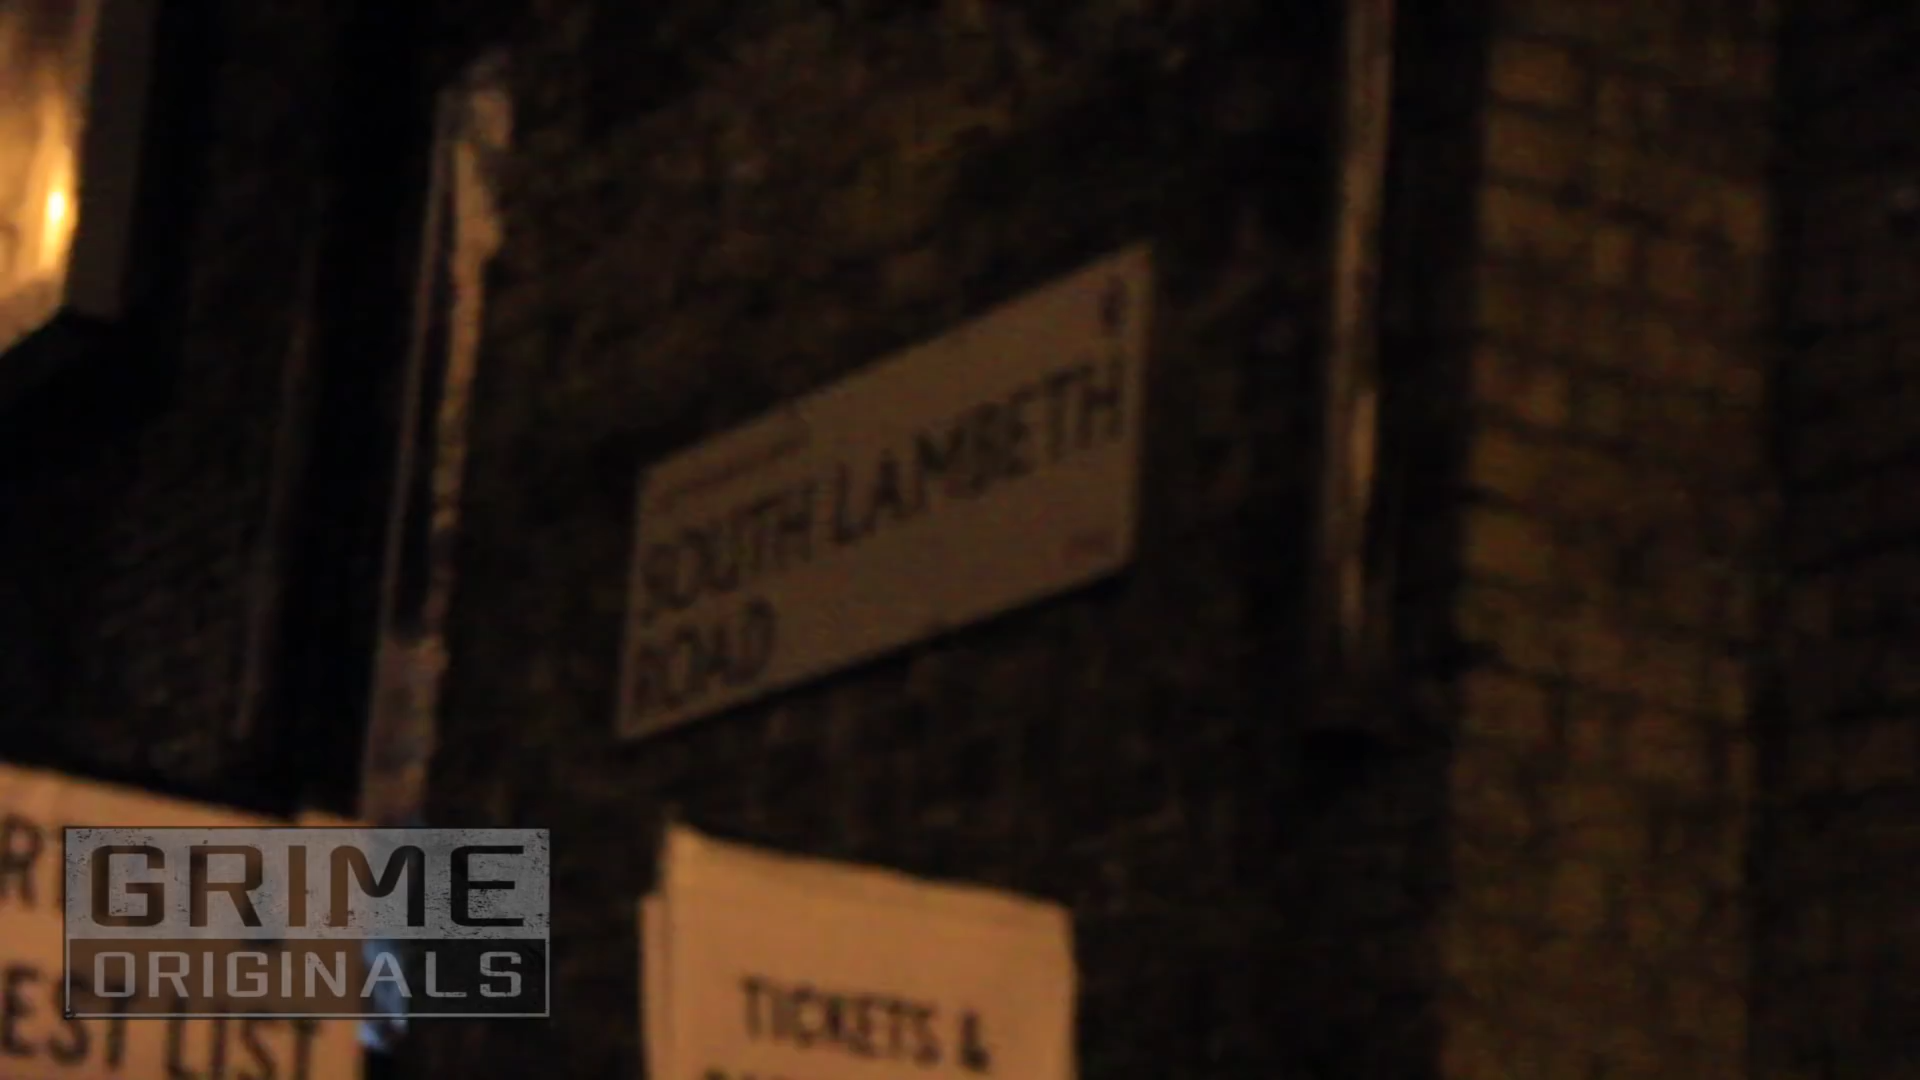 SOUTH LAMBETH
ROAD
GRIME
ORIGINALS
EST LIST
TICKETS &